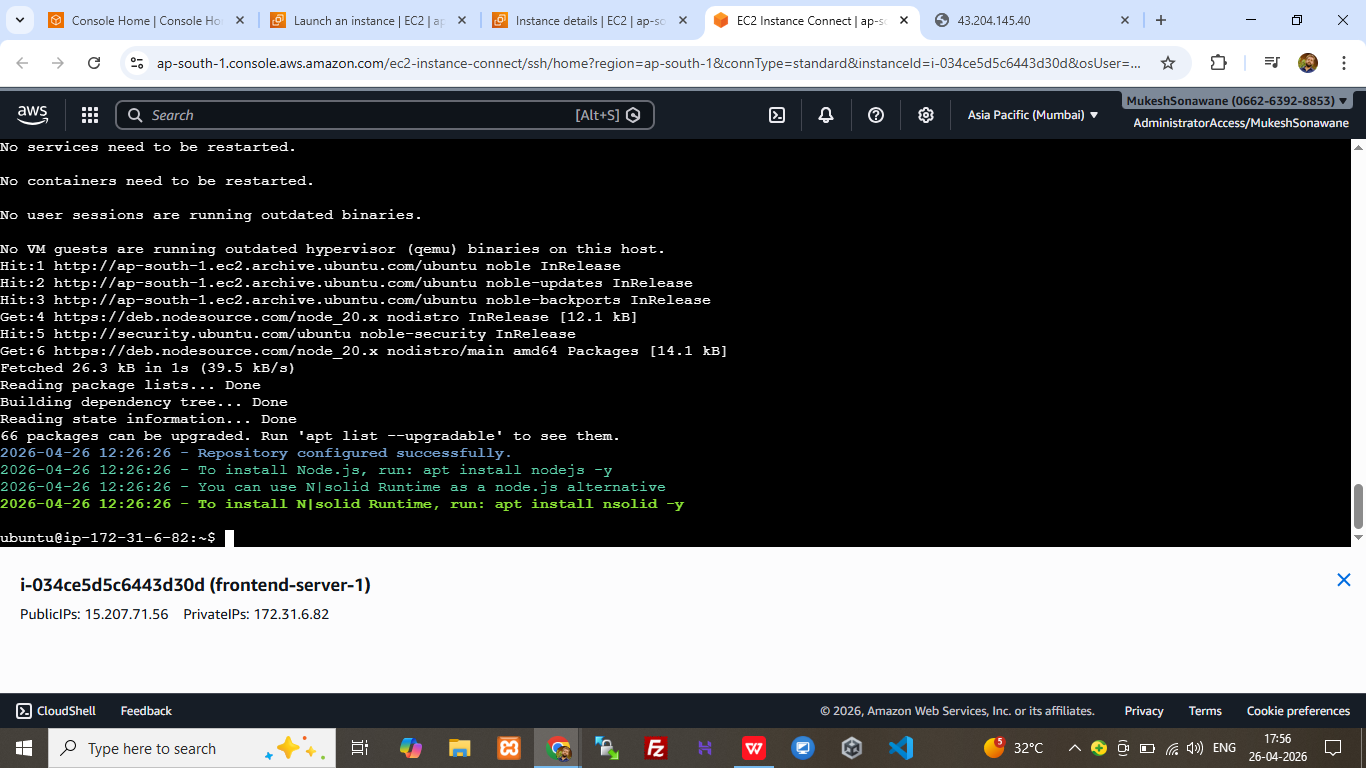 Console Home | Console Ho
Launch an instance | EC2 | ap
Instance details | EC2 | ap-so
EC2 Instance Connect | ap-s
43.204.145.40
ap-south-1.console.aws.amazon.com/ec2-instance-connect/ssh/home?region=ap-south-1&connType=standard&instanceId=i-034ce5d5c6443d30d&osUser=...
aws
Search
[Alt+S]
Asia Pacific (Mumbai)
MukeshSonawane (0662-6392-8853)
AdministratorAccess/MukeshSonawane
No services need to be restarted.
No containers need to be restarted.
No user sessions are running outdated binaries.
No VM guests are running outdated hypervisor (qemu) binaries on this host.
Hit:1 http://ap-south-1.ec2.archive.ubuntu.com/ubuntu noble InRelease
Hit:2 http://ap-south-1.ec2.archive.ubuntu.com/ubuntu noble-updates InRelease
Hit:3 http://ap-south-1.ec2.archive.ubuntu.com/ubuntu noble-backports InRelease
Get:4 https://deb.nodesource.com/node_20.x nodistro InRelease [12.1 kB]
Hit:5 http://security.ubuntu.com/ubuntu noble-security InRelease
Get:6 https://deb.nodesource.com/node_20.x nodistro/main amd64 Packages [14.1 kB]
Fetched 26.3 kB in 1s (39.5 kB/s)
Reading package lists... Done
Building dependency tree... Done
Reading state information... Done
66 packages can be upgraded. Run 'apt list --upgradable' to see them.
2026-04-26 12:26:26 - Repository configured successfully.
2026-04-26 12:26:26 - To install Node.js, run: apt install nodejs -y
2026-04-26 12:26:26 - You can use N|solid Runtime as a node.js alternative
2026-04-26 12:26:26 - To install N|solid Runtime, run: apt install nsolid -y
ubuntu@ip-172-31-6-82:~$
i-034ce5d5c6443d30d (frontend-server-1)
PublicIPs: 15.207.71.56 PrivateIPs: 172.31.6.82
CloudShell
Feedback
© 2026, Amazon Web Services, Inc. or its affiliates.
Privacy
Terms
Cookie preferences
Type here to search
5
32°C
ENG
17:56
26-04-2026